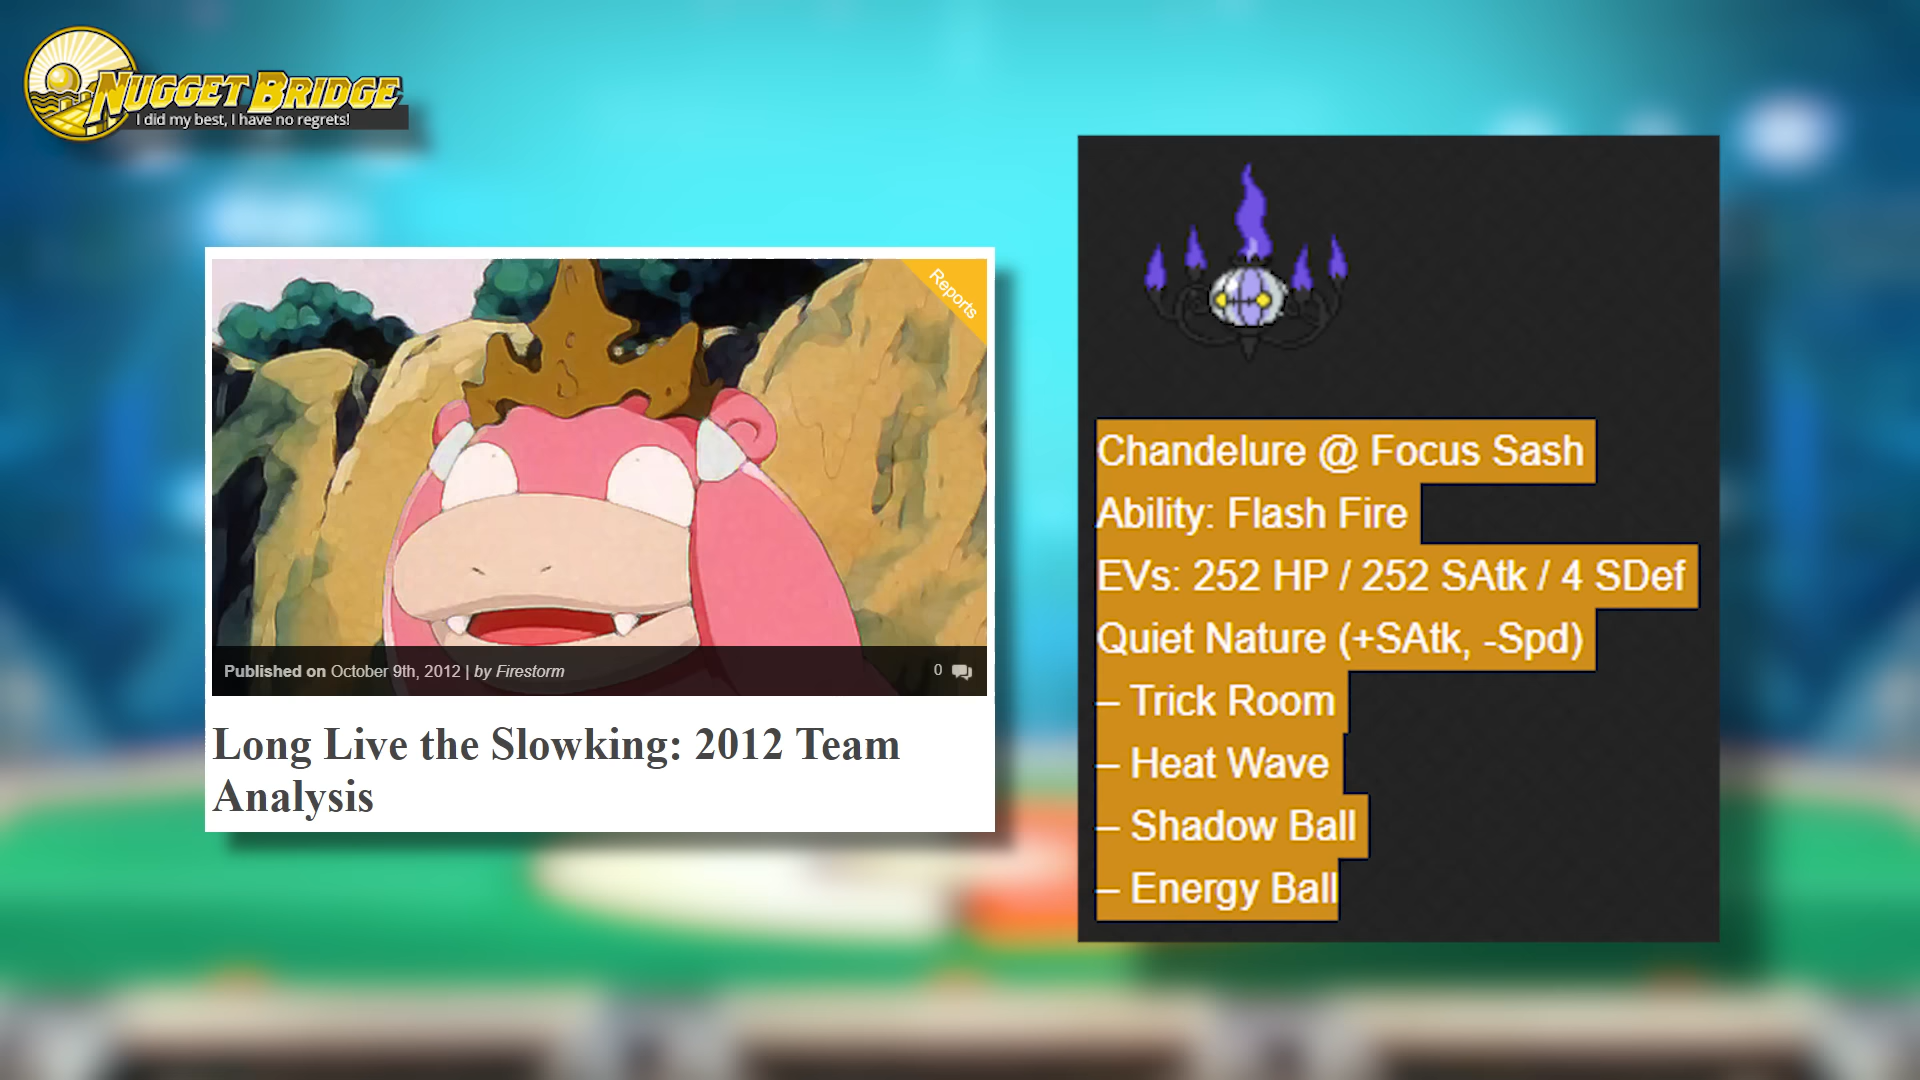 NUGGET BRIDGE
I did my best, I have no regrets!
Reports
Published on October 9th, 2012 | by Firestorm
0
Long Live the Slowking: 2012 Team
Analysis
Chandelure @ Focus Sash
Ability: Flash Fire
EVs: 252 HP / 252 SAtk / 4 SDef
Quiet Nature (+SAtk, -Spd)
– Trick Room
– Heat Wave
– Shadow Ball
– Energy Ball